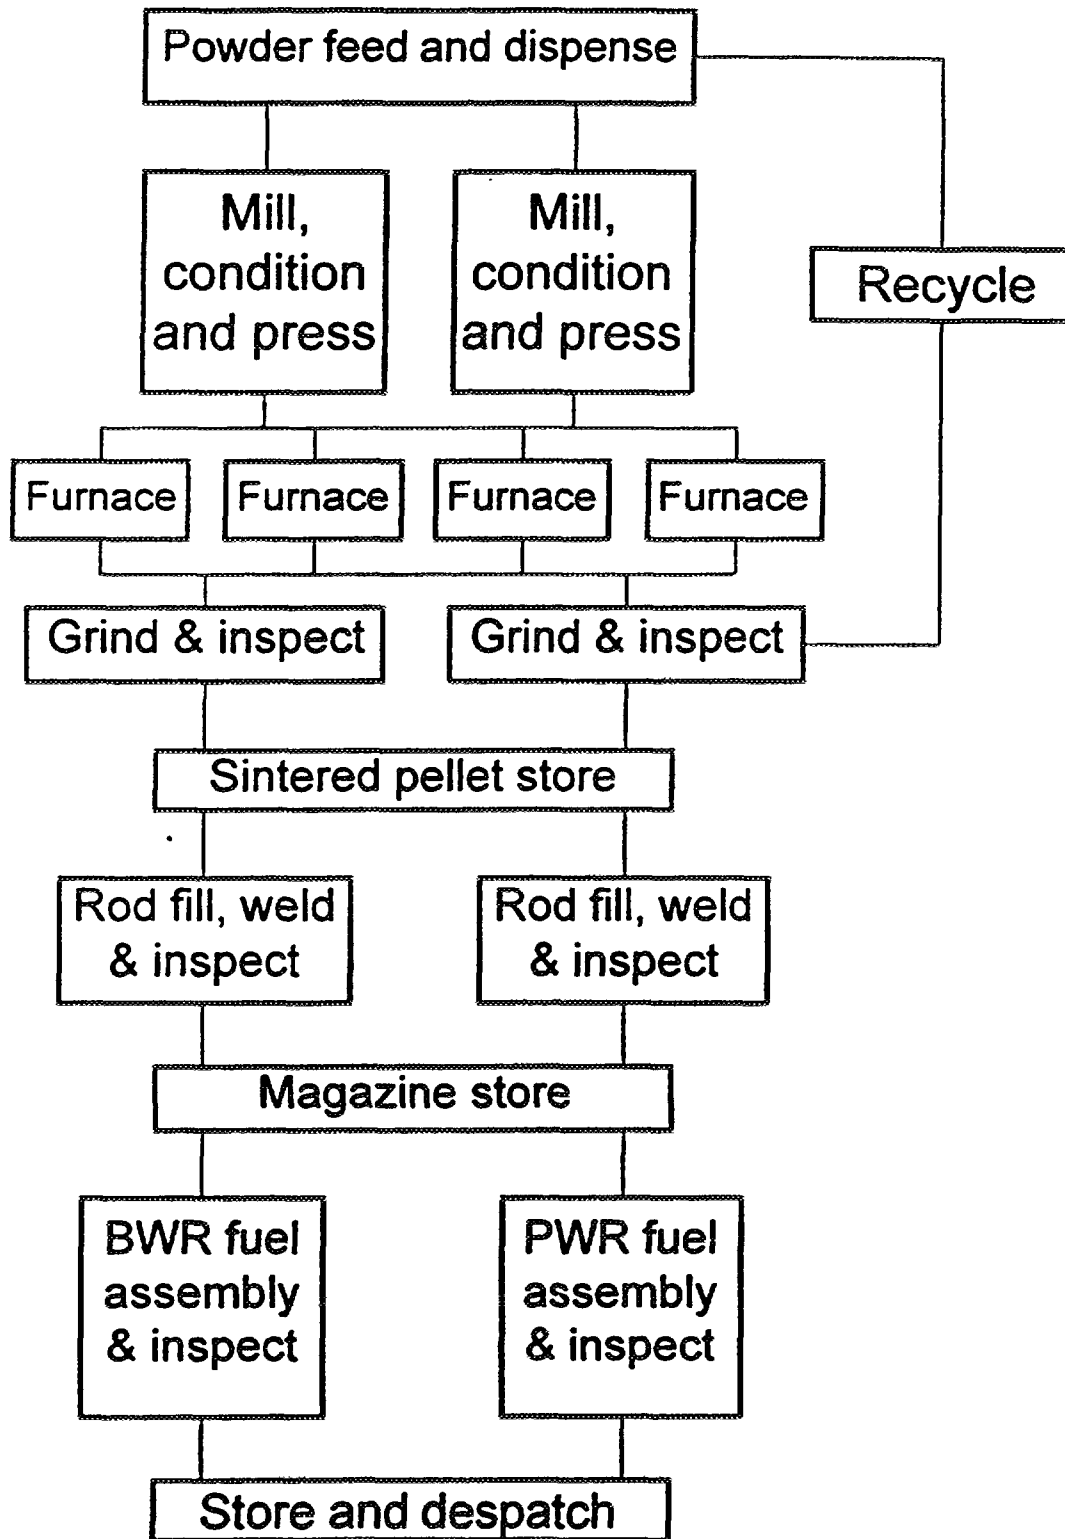 Powder feed and dispense
Mill,
condition
and press
Mill,
condition
and press
Recycle
Furnace
Furnace
Furnace
Furnace
Grind & inspect
Grind & inspect
Sintered pellet store
Rod fill, weld
& inspect
Rod fill, weld
& inspect
Magazine store
BWR fuel
assembly
& inspect
PWR fuel
assembly
& inspect
Store and despatch